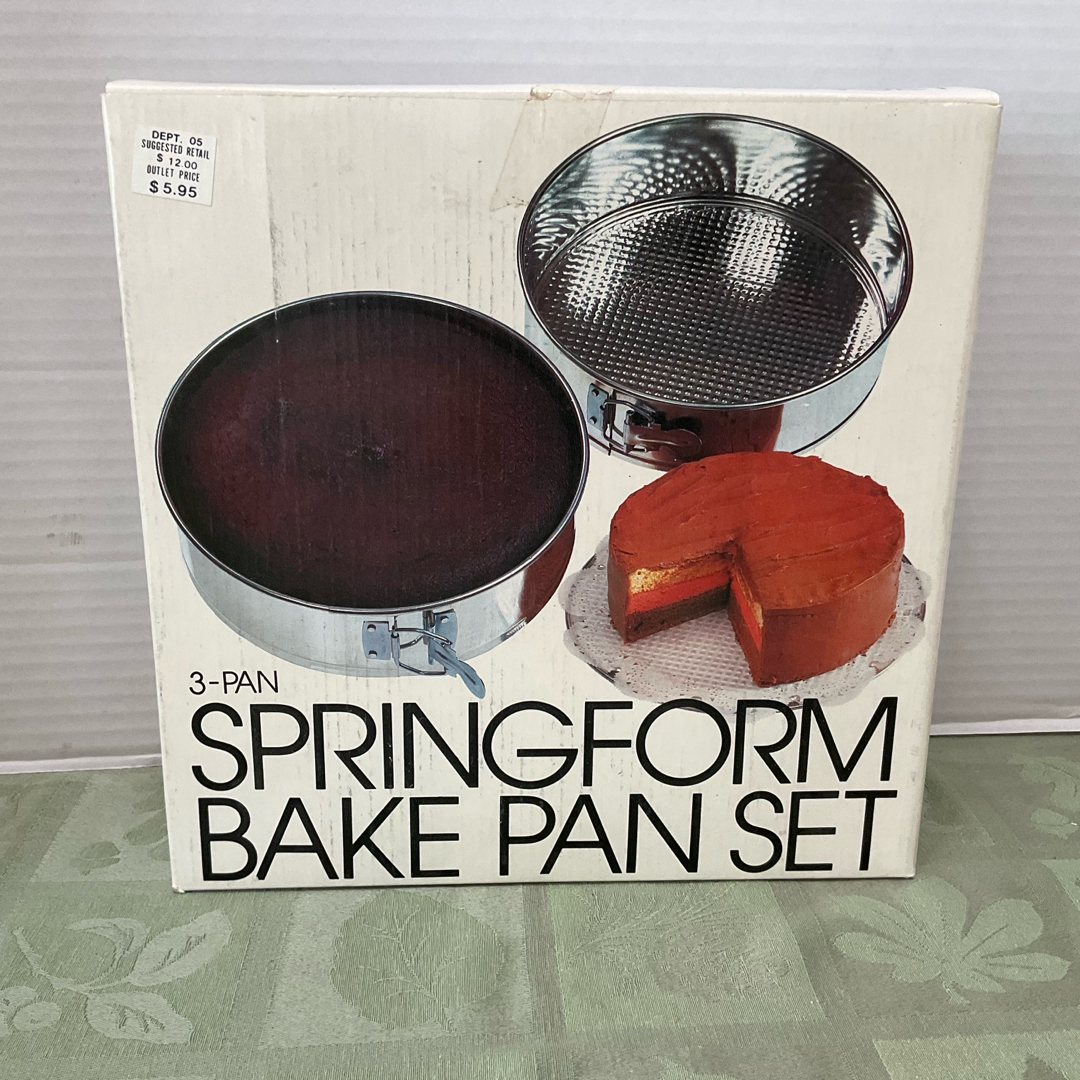 DEPT. 05
SUGGESTED RETAIL
$ 12.00
OUTLET PRICE
$5.95
3-PAN
SPRINGFORM
BAKE PAN SET